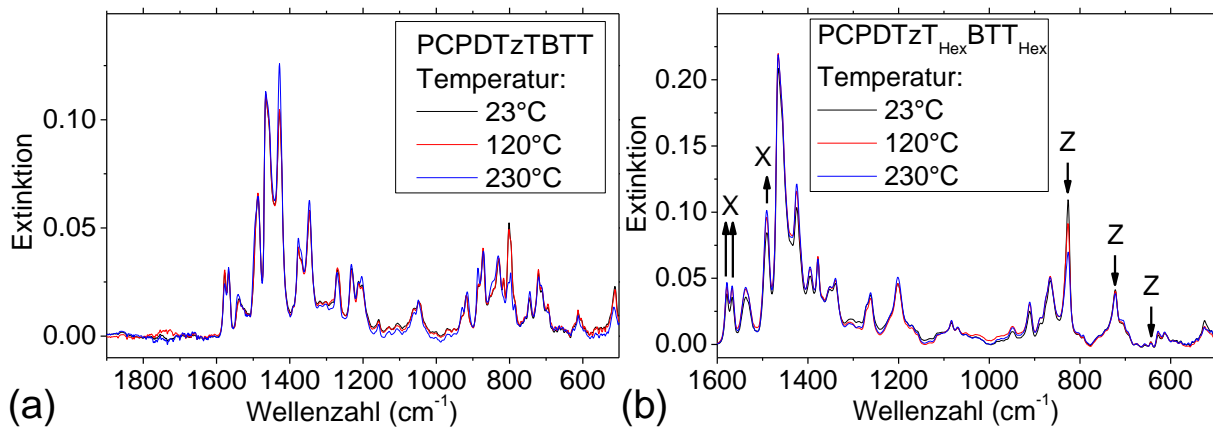 PCPDTzTBTT
Temperatur:
23°C
120°C
230°C
0.10
0.05
0.00
Extinktion
1800 1600 1400 1200 1000 800 600
Wellenzahl (cm⁻¹)
(a)
PCPDTzT_Hex BTT_Hex
Temperatur:
23°C
120°C
230°C
0.20
0.15
0.10
0.05
0.00
Extinktion
X
X
Z
Z
Z
1600 1400 1200 1000 800 600
Wellenzahl (cm⁻¹)
(b)